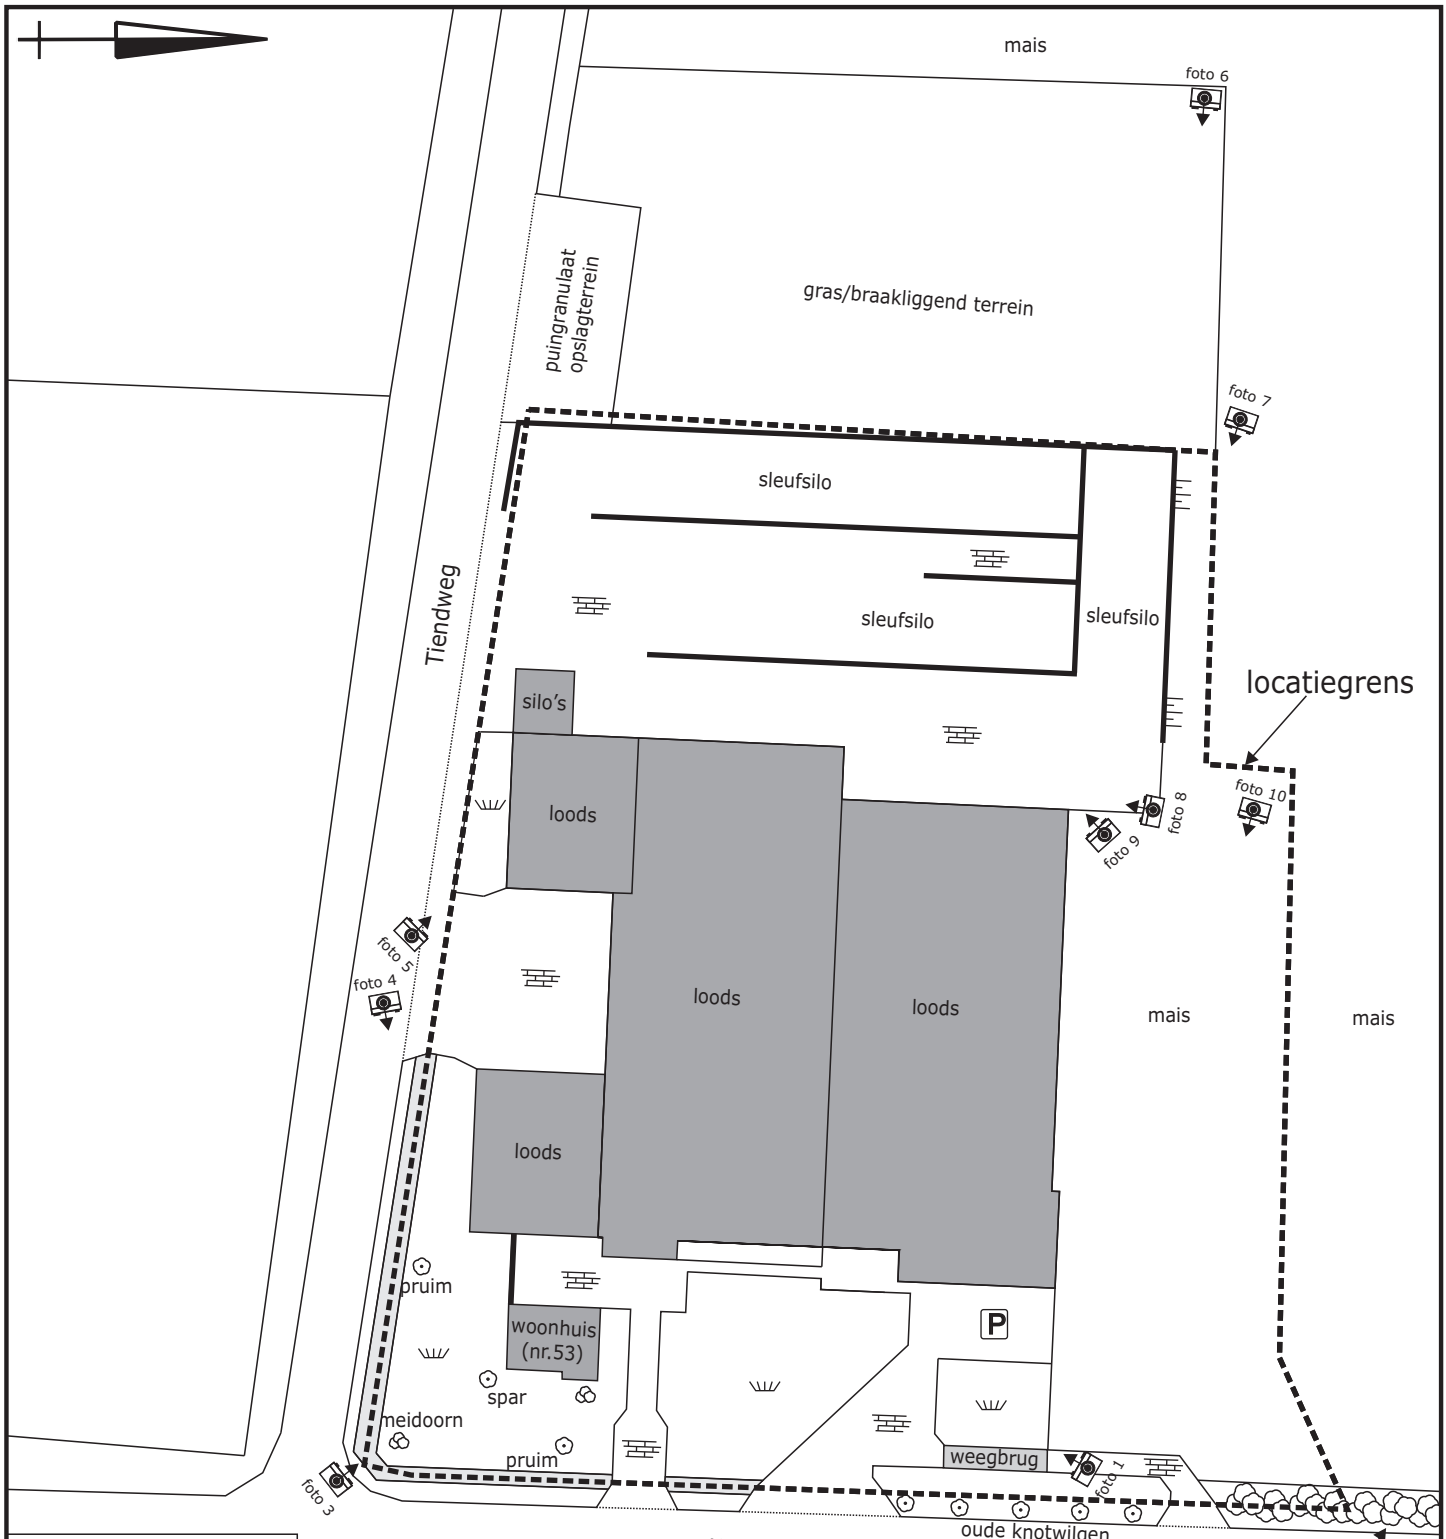 mais
foto 6
puingranulaat
opslagterrein
gras/braakliggend terrein
foto 7
sleufsilo
Tiendweg
sleufsilo
sleufsilo
locatiegrens
silo's
foto 10
foto 8
loods
foto 9
foto 5
foto 4
loods
loods
mais
mais
loods
pruim
woonhuis
(nr.53)
P
spar
meidoorn
pruim
weegbrug
foto 1
foto 3
oude knotwilgen